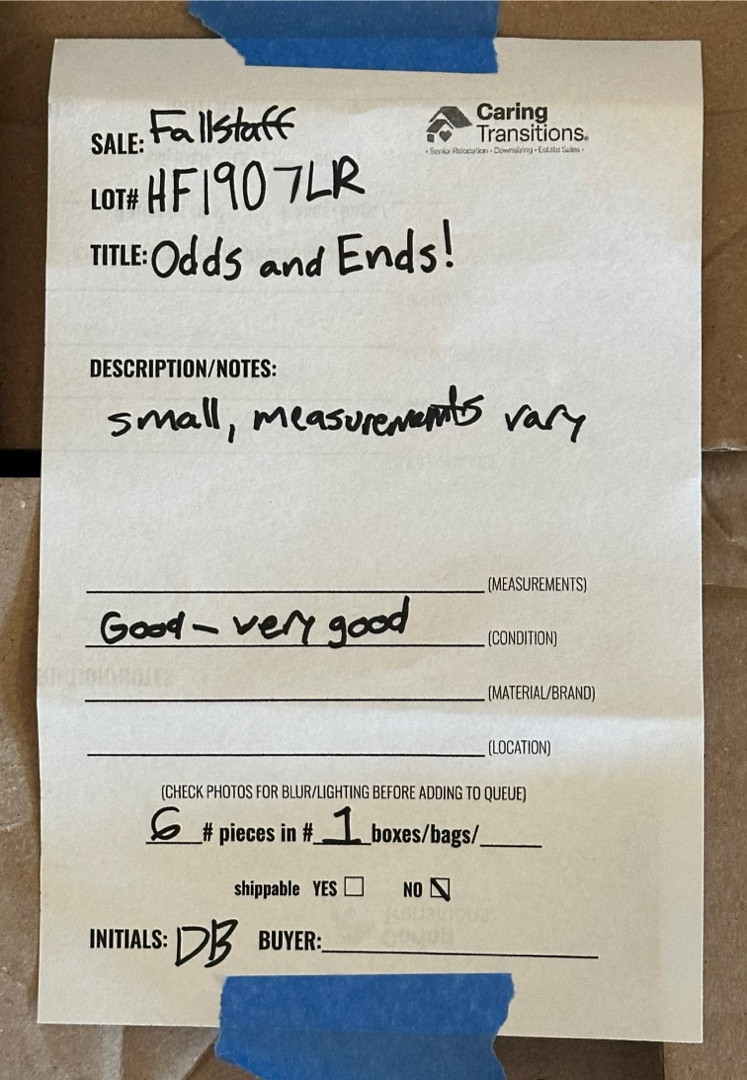 SALE: Fallstaff
Caring
Transitions.
• Senior Relocation • Downsizing • Estate Sales •
LOT# HF1907LR
TITLE: Odds and Ends!
DESCRIPTION/NOTES:
small, measurements vary
(MEASUREMENTS)
Good - very good (CONDITION)
(MATERIAL/BRAND)
(LOCATION)
(CHECK PHOTOS FOR BLUR/LIGHTING BEFORE ADDING TO QUEUE)
6 # pieces in # 1 boxes/bags/
shippable YES NO
INITIALS: DB BUYER: